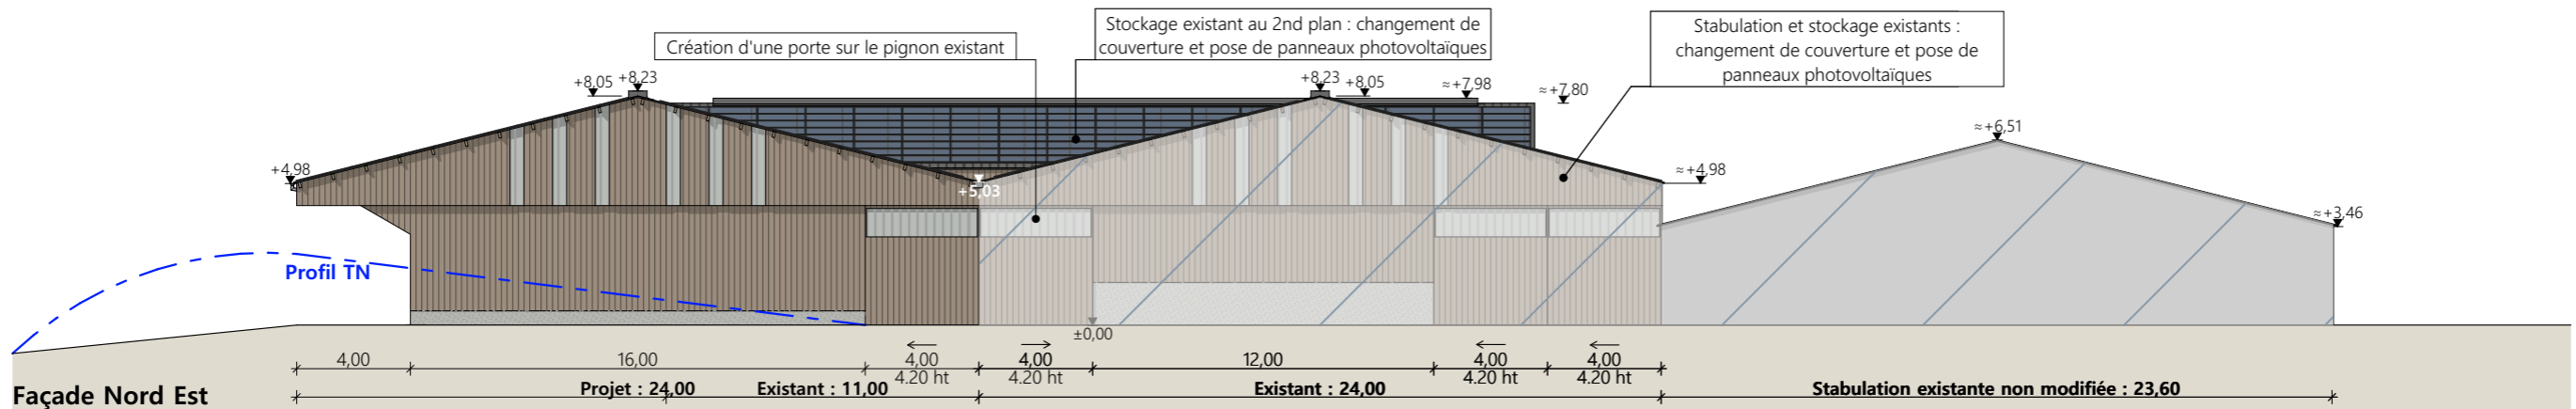 Création d'une porte sur le pignon existant
Stockage existant au 2nd plan : changement de
couverture et pose de panneaux photovoltaïques
Stabulation et stockage existants :
changement de couverture et pose de
panneaux photovoltaïques
+8,05 +8,23
+8,23 +8,05
≈+7,98
≈+7,80
≈+6,51
+4,98
+5,03
≈+4,98
≈+3,46
Profil TN
±0,00
4,00 16,00 4,00 4,00 12,00 4,00 4,00
4.20 ht 4.20 ht 4.20 ht 4.20 ht
Façade Nord Est
Projet : 24,00 Existant : 11,00 Existant : 24,00 Stabulation existante non modifiée : 23,60